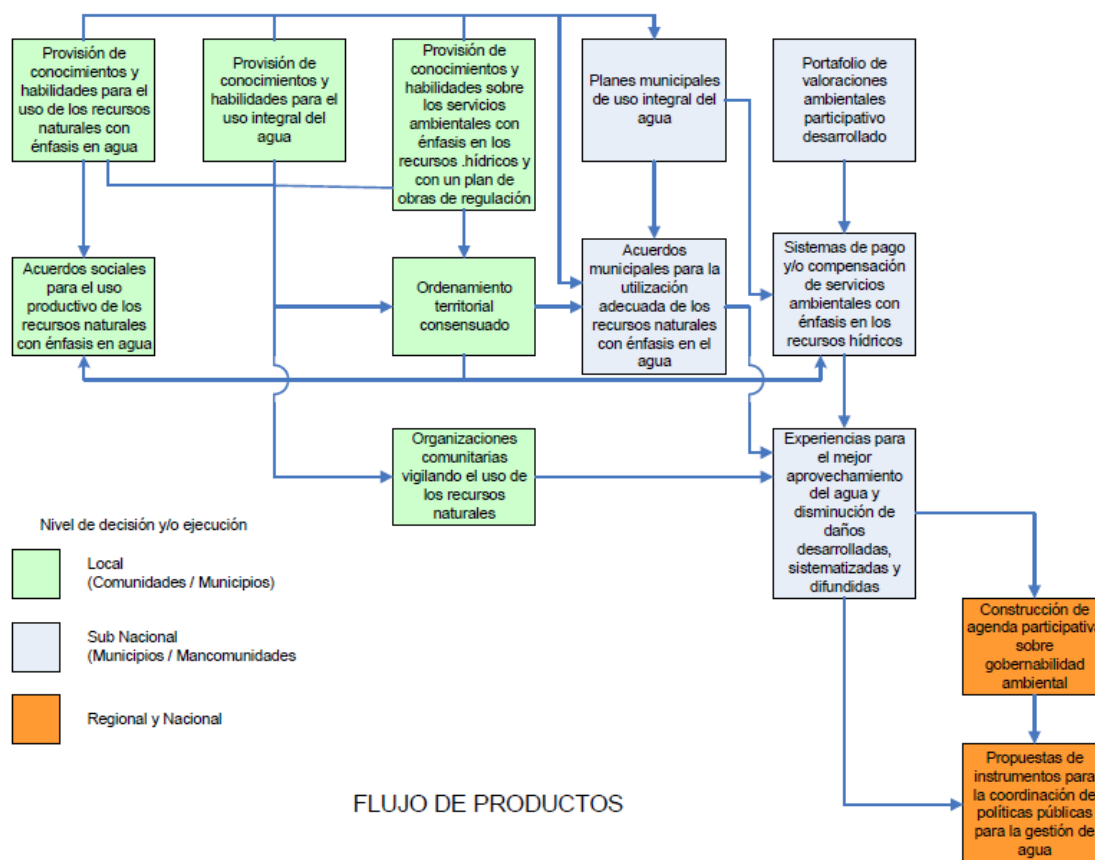 Provisión de
conocimientos y
habilidades para el
uso de los recursos
naturales con
énfasis en agua
Provisión de
conocimientos y
habilidades para el
uso integral del
agua
Provisión de
conocimientos y
habilidades sobre
los servicios
ambientales con
énfasis en los
recursos .hídricos y
con un plan de
obras de regulación
Planes municipales
de uso integral del
agua
Portafolio de
valoraciones
ambientales
participativo
desarrollado
Acuerdos sociales
para el uso
productivo de los
recursos naturales
con énfasis en agua
Ordenamiento
territorial
consensuado
Acuerdos
municipales para la
utilización
adecuada de los
recursos naturales
con énfasis en el
agua
Sistemas de pago
y/o compensación
de servicios
ambientales con
énfasis en los
recursos hídricos
Organizaciones
comunitarias
vigilando el uso de
los recursos
naturales
Experiencias para
el mejor
aprovechamiento
del agua y
disminución de
daños
desarrolladas,
sistematizadas y
difundidas
Nivel de decisión y/o ejecución
Local
(Comunidades / Municipios)
Sub Nacional
(Municipios / Mancomunidades
Regional y Nacional
Construcción de
agenda participativa
sobre
gobernabilidad
ambiental
Propuestas de
instrumentos para
la coordinación de
políticas públicas
para la gestión de
agua
FLUJO DE PRODUCTOS